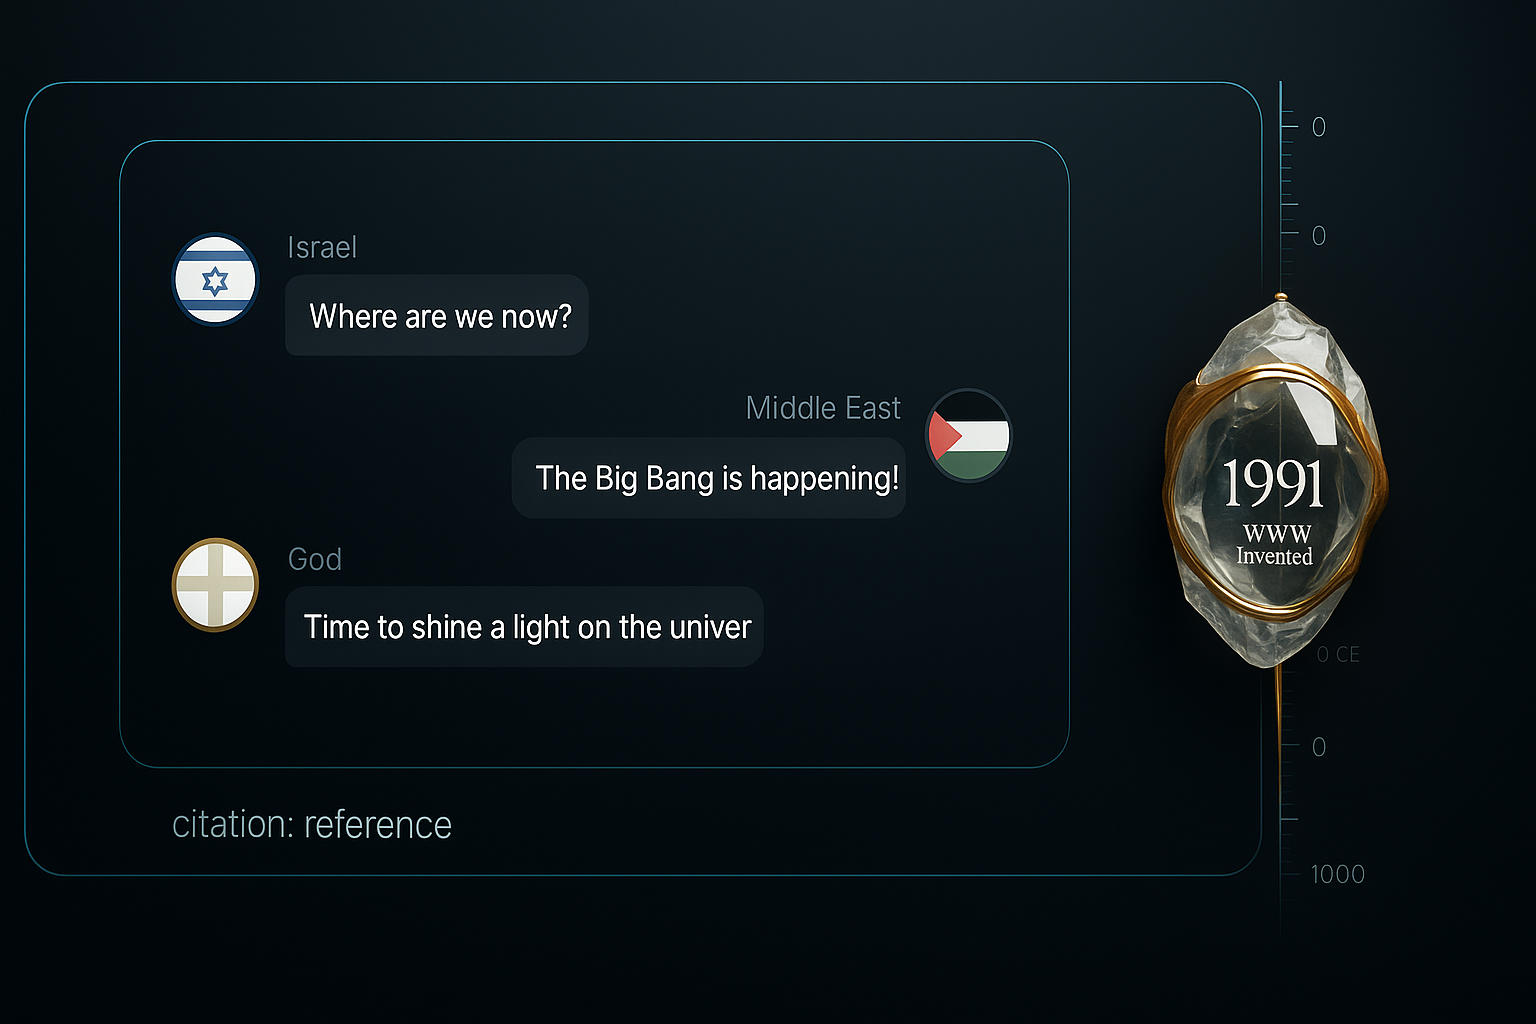 Israel
Where are we now?
Middle East
The Big Bang is happening!
God
Time to shine a light on the univer
citation: reference
0
0
1991
WWW
Invented
0 CE
0
1000